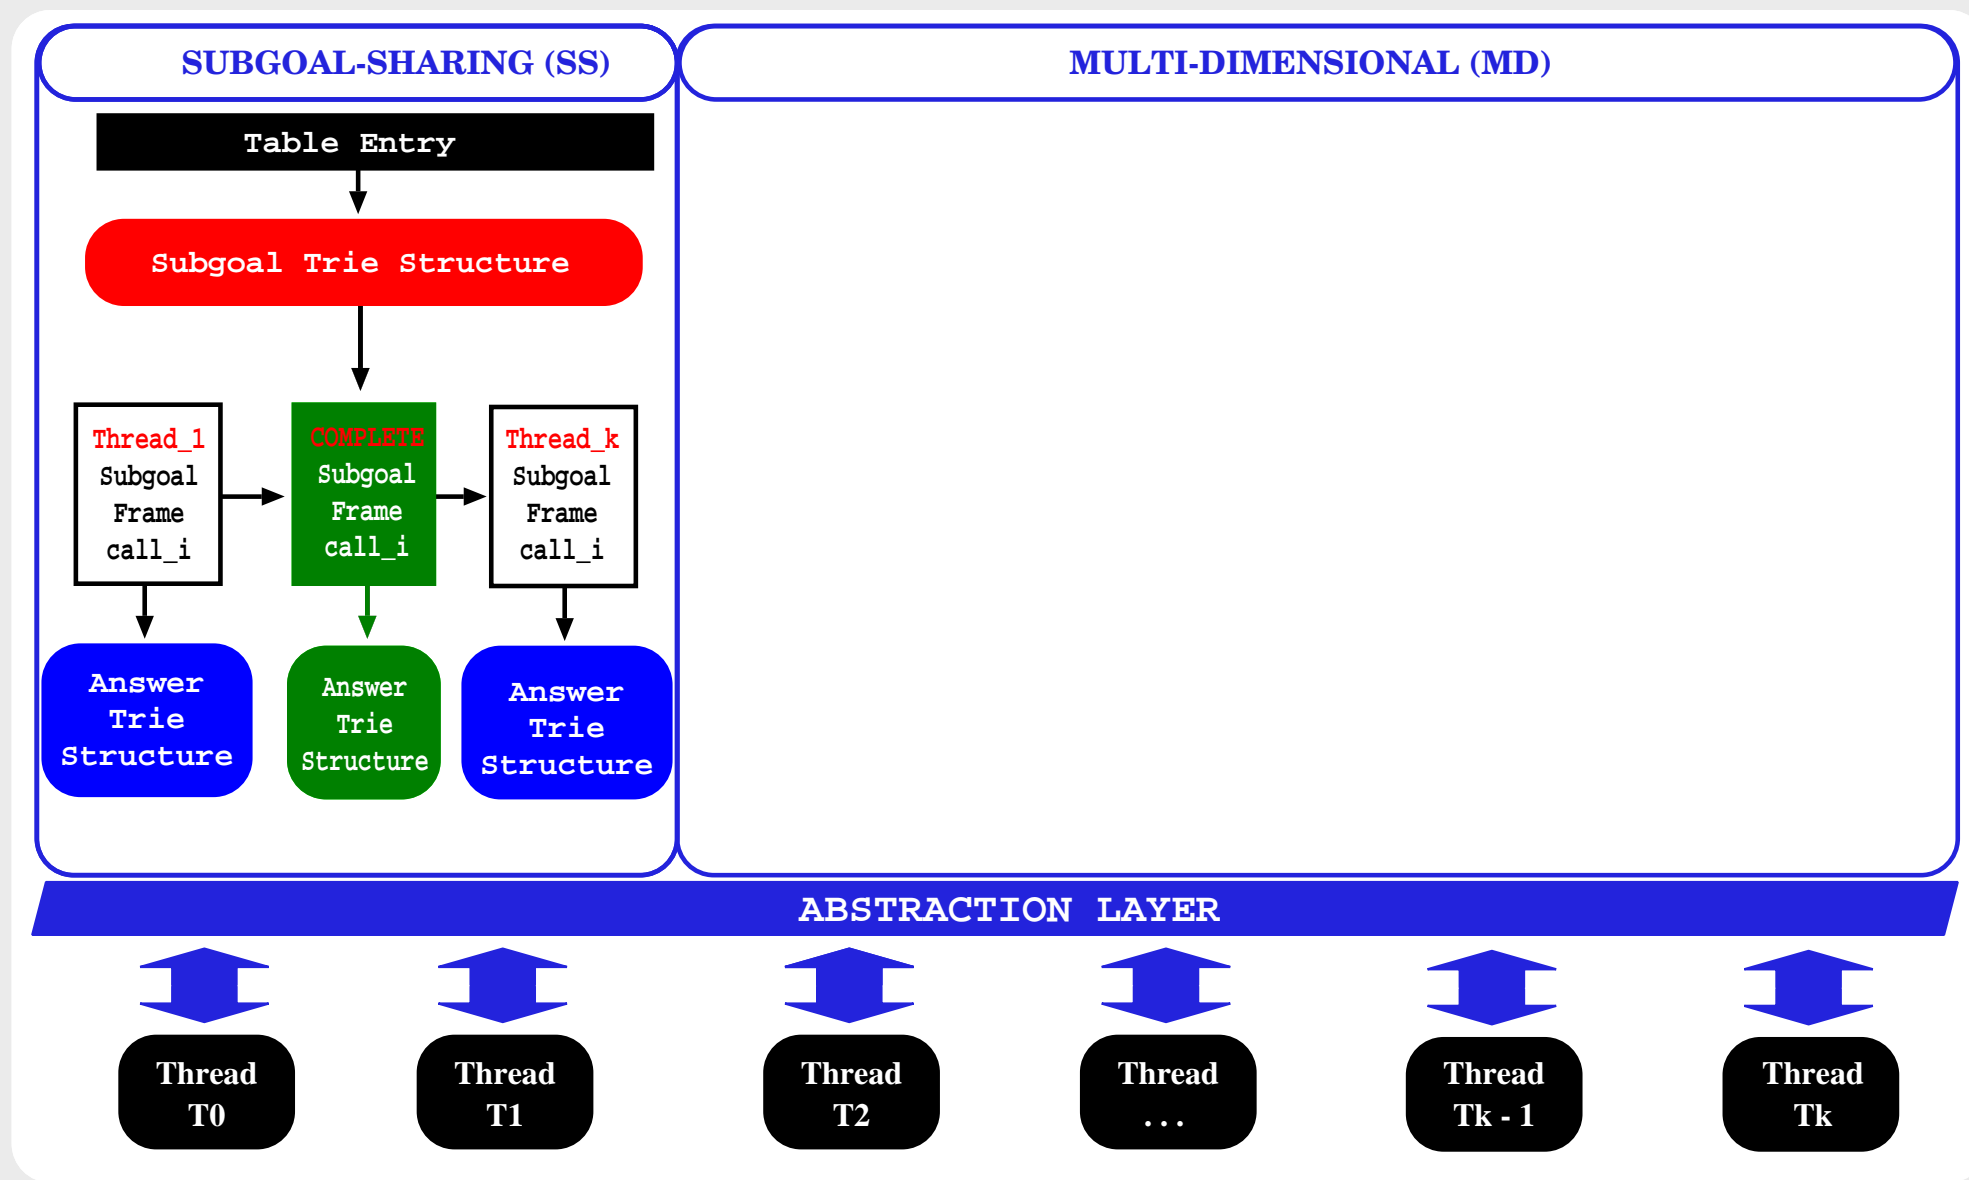 SUBGOAL-SHARING (SS)
MULTI-DIMENSIONAL (MD)
Table Entry
Subgoal Trie Structure
Thread_1
Subgoal
Frame
call_i
COMPLETE
Subgoal
Frame
call_i
Thread_k
Subgoal
Frame
call_i
Answer
Trie
Structure
Answer
Trie
Structure
Answer
Trie
Structure
ABSTRACTION LAYER
Thread
T0
Thread
T1
Thread
T2
Thread
...
Thread
Tk - 1
Thread
Tk